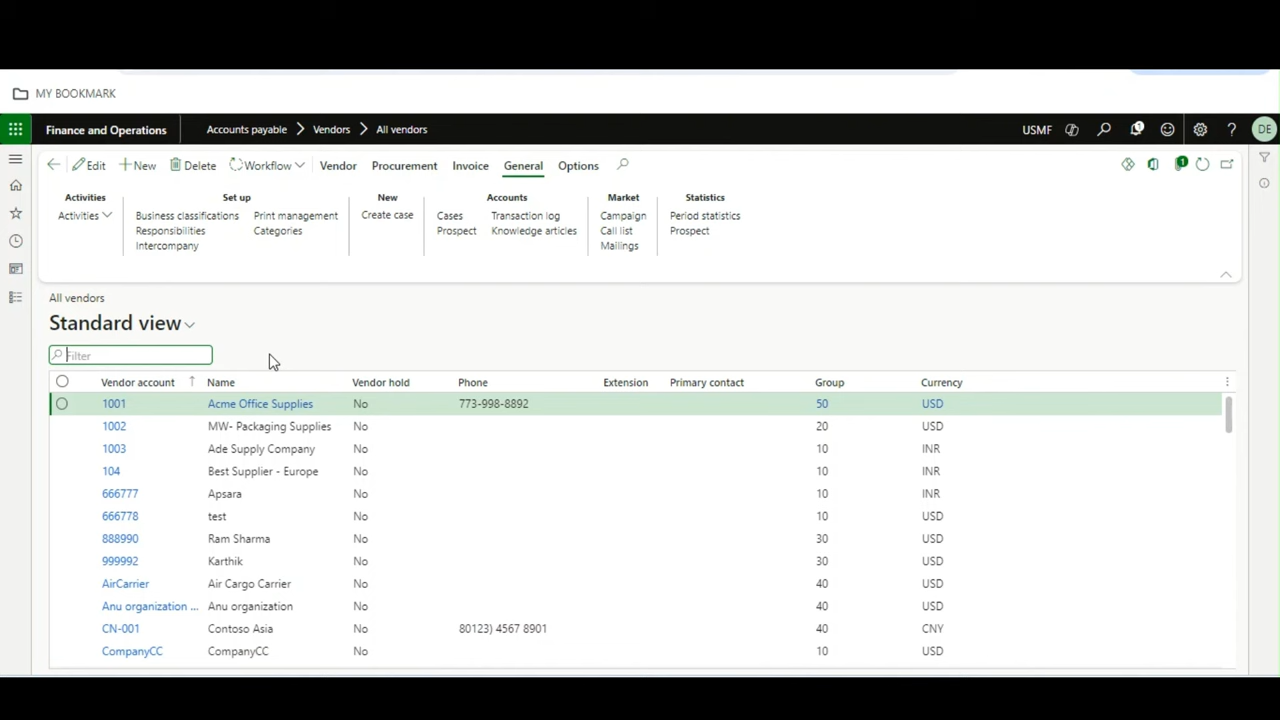 MY BOOKMARK
Finance and Operations Accounts payable Vendors All vendors USMF ? DE
Edit New Delete Workflow Vendor Procurement Invoice General Options 1
Activities Set up New Accounts Market Statistics
Activities Business classifications Print management Create case Cases Transaction log Campaign Period statistics
Responsibilities Categories Prospect Knowledge articles Call list Prospect
Intercompany Mailings
All vendors
Standard view
Filter
Vendor account Name Vendor hold Phone Extension Primary contact Group Currency
1001 Acme Office Supplies No 773-998-8892 50 USD
1002 MW- Packaging Supplies No 20 USD
1003 Ade Supply Company No 10 INR
104 Best Supplier - Europe No 10 INR
666777 Apsara No 10 INR
666778 test No 10 USD
888990 Ram Sharma No 30 USD
999992 Karthik No 30 USD
AirCarrier Air Cargo Carrier No 40 USD
Anu organization ... Anu organization No 40 USD
CN-001 Contoso Asia No 80123) 4567 8901 40 CNY
CompanyCC CompanyCC No 10 USD